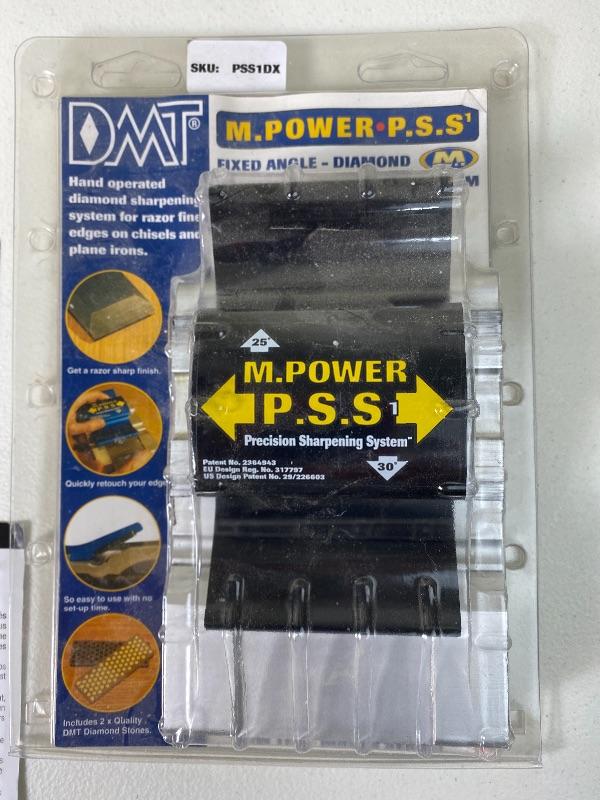 SKU: PSS1DX
DMT®
M.POWER•P.S.S¹
FIXED ANGLE - DIAMOND
M.
Hand operated
diamond sharpening
system for razor fine
edges on chisels and
plane irons.
Get a razor sharp finish.
Quickly retouch your edge
So easy to use with no
set-up time.
Includes 2 x Quality
DMT Diamond Stones.
25°
M.POWER
P.S.S¹
Precision Sharpening System™
Patent No. 2364943
EU Design Reg. No. 317797
US Design Patent No. 29/226603
30°